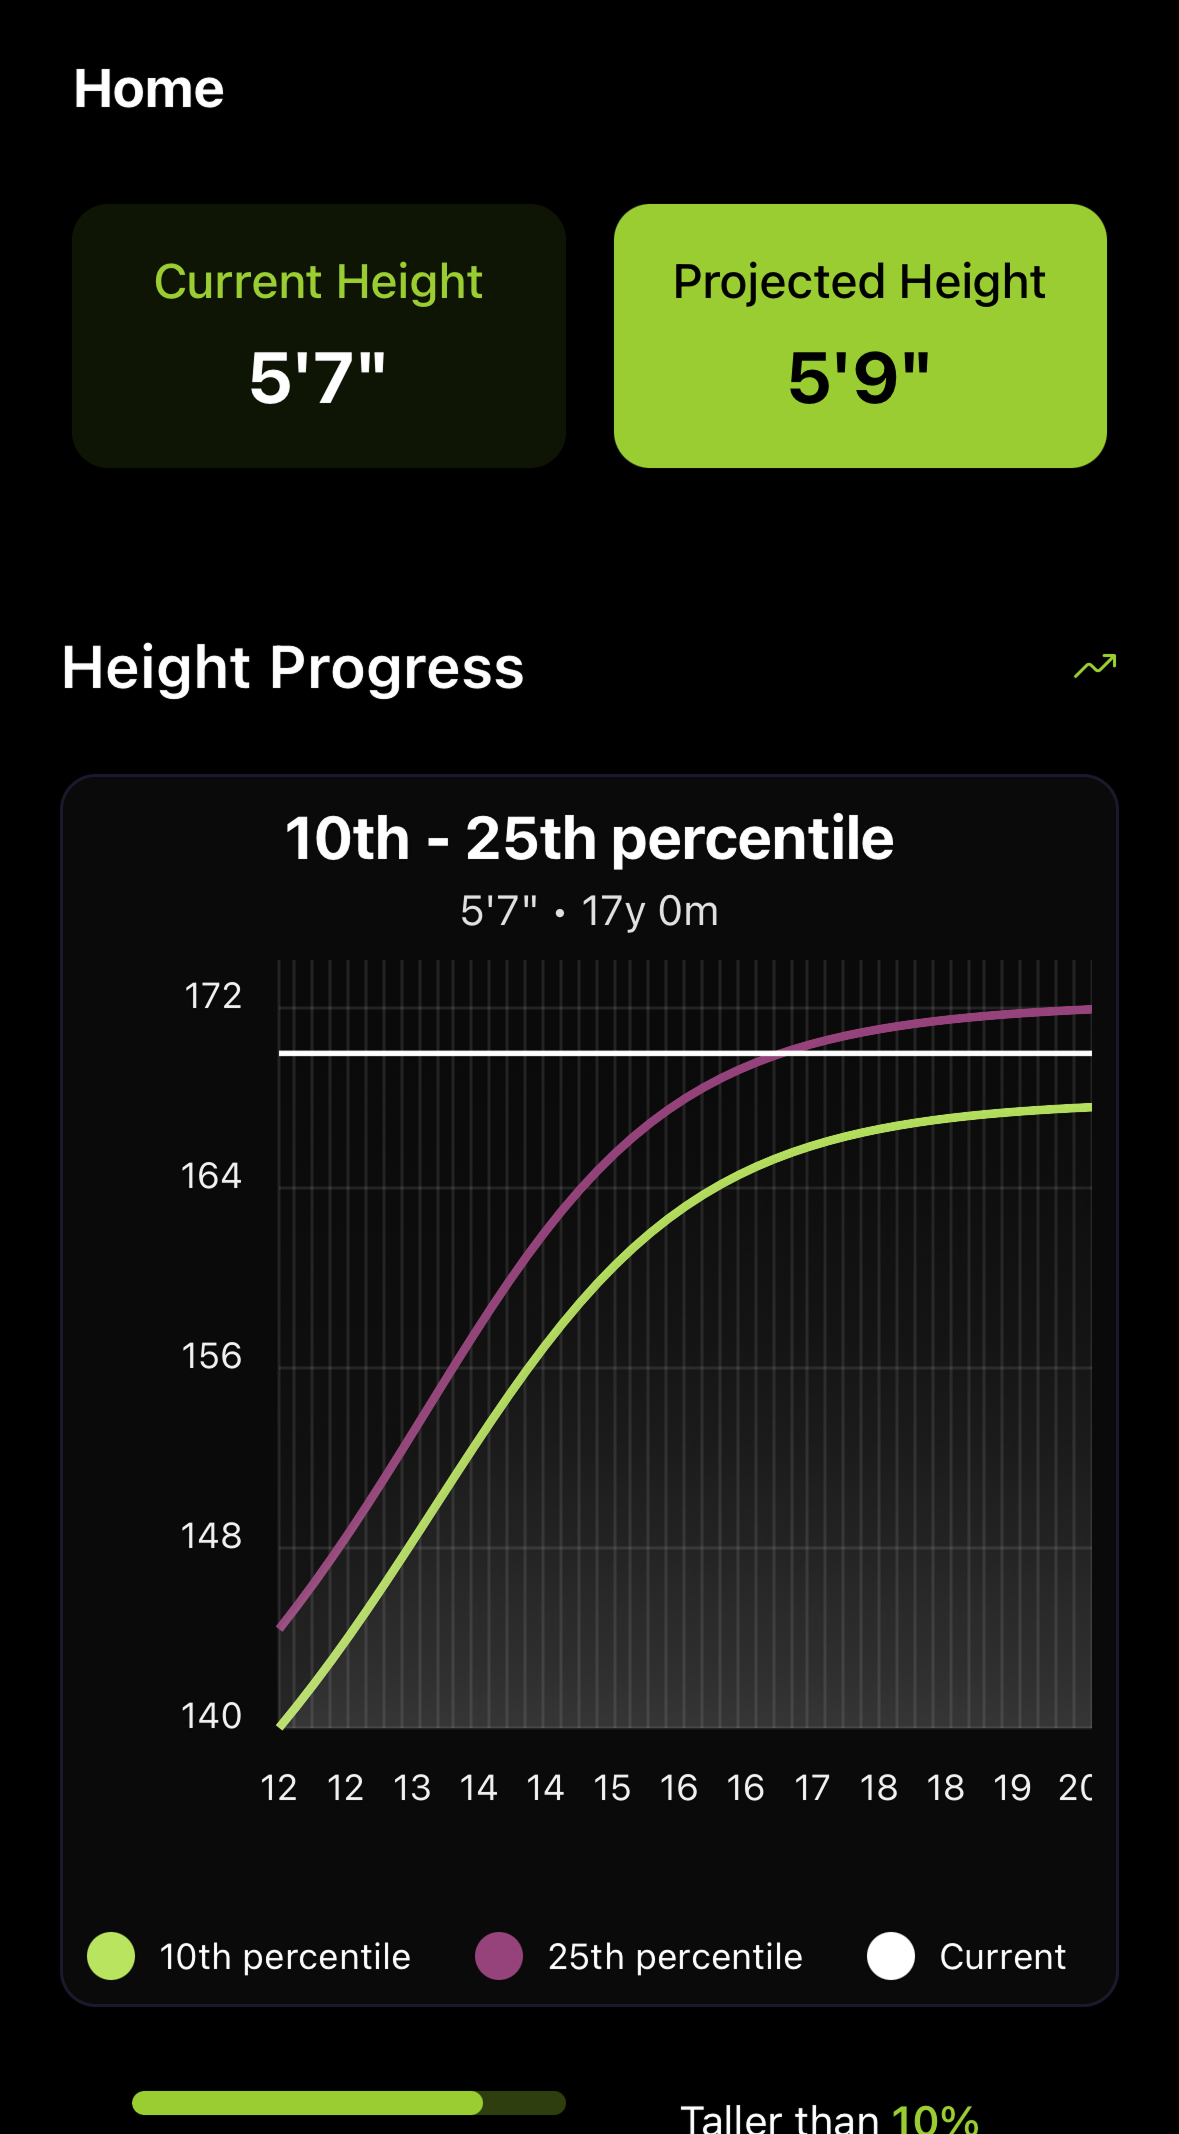 Home
Current Height
Projected Height
5'7"
5'9"
Height Progress
10th - 25th percentile
5'7" • 17y 0m
172
164
156
148
140
12 12 13 14 14 15 16 16 17 18 18 19 20
10th percentile
25th percentile
Current
Taller than 10%